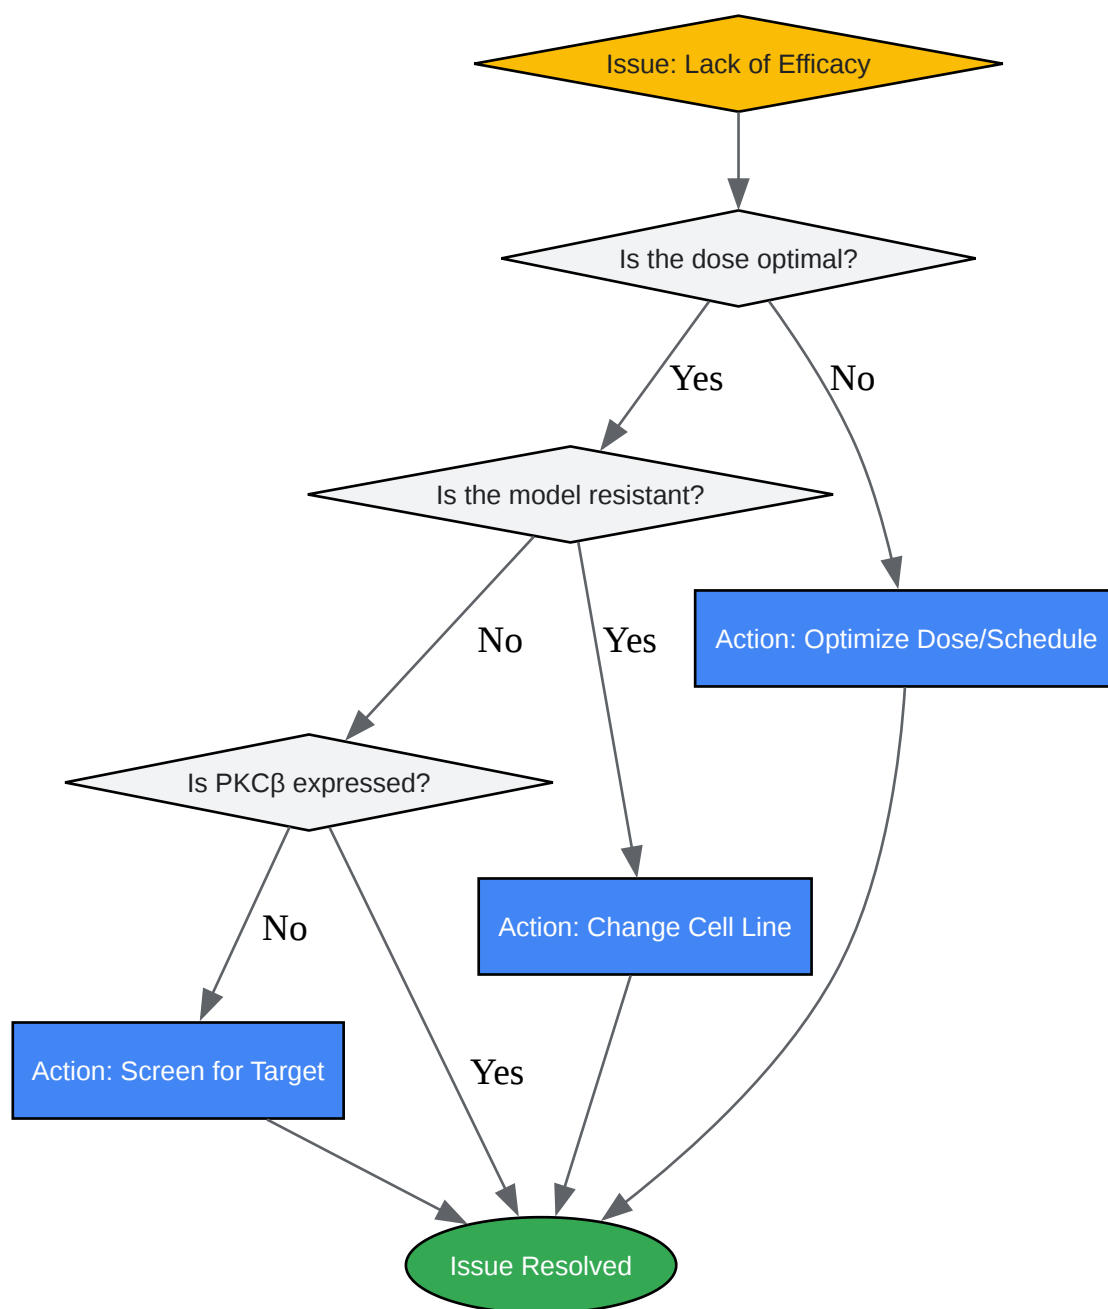 Issue: Lack of Efficacy
Is the dose optimal?
Yes
No
Is the model resistant?
No
Yes
Action: Optimize Dose/Schedule
Is PKCβ expressed?
No
Action: Change Cell Line
Action: Screen for Target
Yes
Issue Resolved